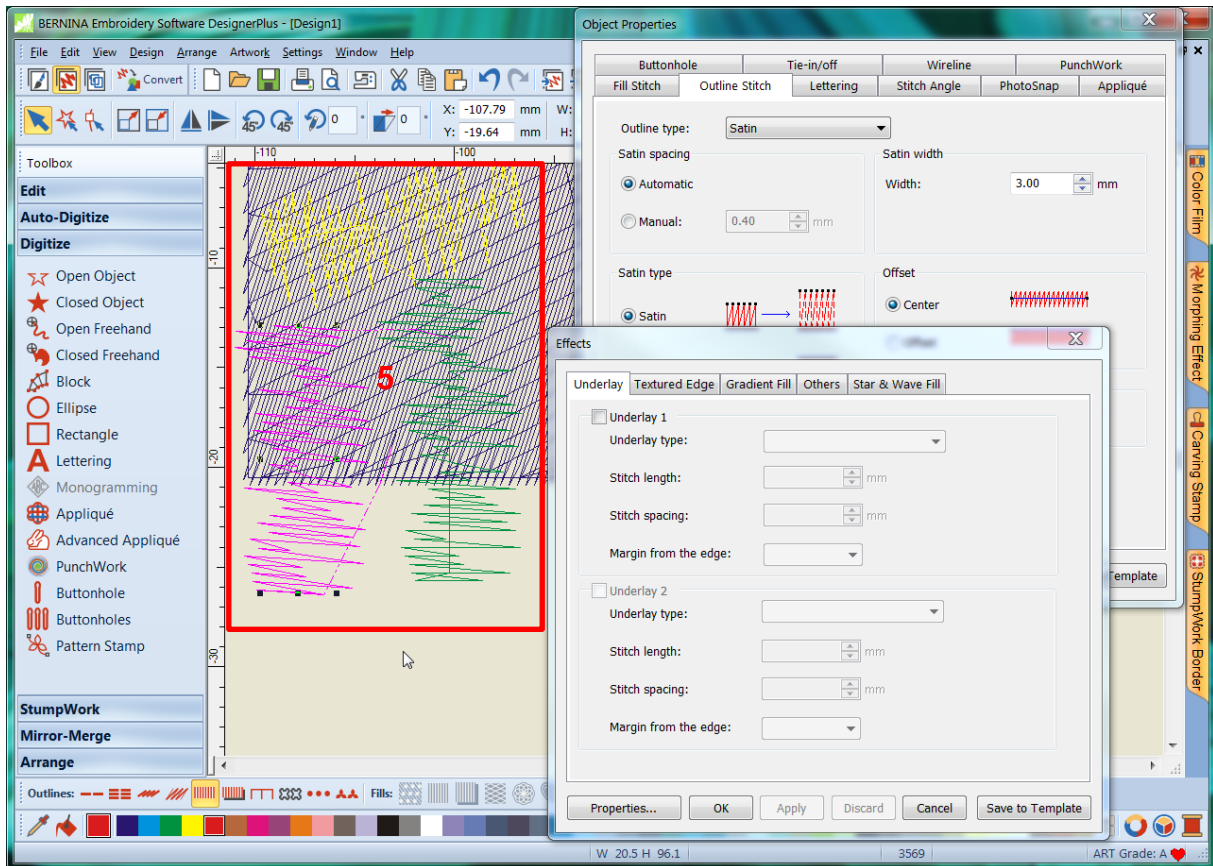 BERNINA Embroidery Software DesignerPlus - [Design1]
File Edit View Design Arrange Artwork Settings Window Help
Convert
45 45 0 ° 0 ° X: -107.79 mm W:
Y: -19.64 mm H:
Toolbox
Edit
Auto-Digitize
Digitize
Open Object
Closed Object
Open Freehand
Closed Freehand
Block
Ellipse
Rectangle
Lettering
Monogramming
Appliqué
Advanced Appliqué
PunchWork
Buttonhole
Buttonholes
Pattern Stamp
StumpWork
Mirror-Merge
Arrange
-110 -100
-10
-20
-30
5
Object Properties
Buttonhole Tie-in/off Wireline PunchWork
Fill Stitch Outline Stitch Lettering Stitch Angle PhotoSnap Appliqué
Outline type: Satin
Satin spacing
Automatic
Manual: 0.40 mm
Satin width
Width: 3.00 mm
Satin type
Satin
Offset
Center
Template
Effects
Underlay Textured Edge Gradient Fill Others Star & Wave Fill
Underlay 1
Underlay type:
Stitch length: mm
Stitch spacing: mm
Margin from the edge:
Underlay 2
Underlay type:
Stitch length: mm
Stitch spacing: mm
Margin from the edge:
Properties... OK Apply Discard Cancel Save to Template
Color Film
Morphing Effect
Carving Stamp
StumpWork Border
Outlines: Fills:
W 20.5 H 96.1 3569 ART Grade: A